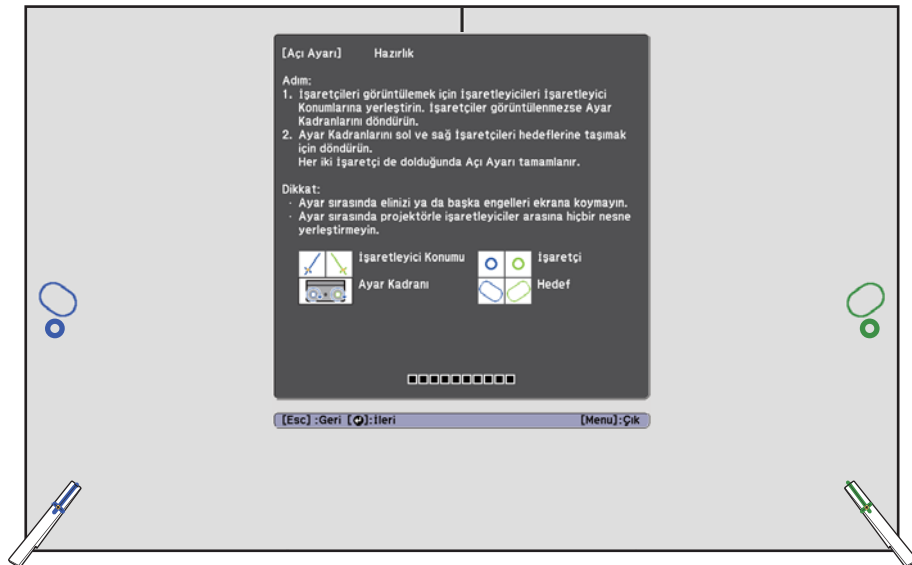 [Açı Ayarı] Hazırlık
Adım:
1. İşaretçileri görüntülemek için İşaretleyicileri İşaretleyici
Konumlarına yerleştirin. İşaretçiler görüntülenmezse Ayar
Kadranlarını döndürün.
2. Ayar Kadranlarını sol ve sağ İşaretçileri hedeflerine taşımak
için döndürün.
Her iki İşaretçi de dolduğunda Açı Ayarı tamamlanır.
Dikkat:
· Ayar sırasında elinizi ya da başka engelleri ekrana koymayın.
· Ayar sırasında projektörle işaretleyiciler arasına hiçbir nesne
yerleştirmeyin.
İşaretleyici Konumu İşaretçi
Ayar Kadranı Hedef
[Esc] :Geri [⏎]:İleri [Menu]:Çık